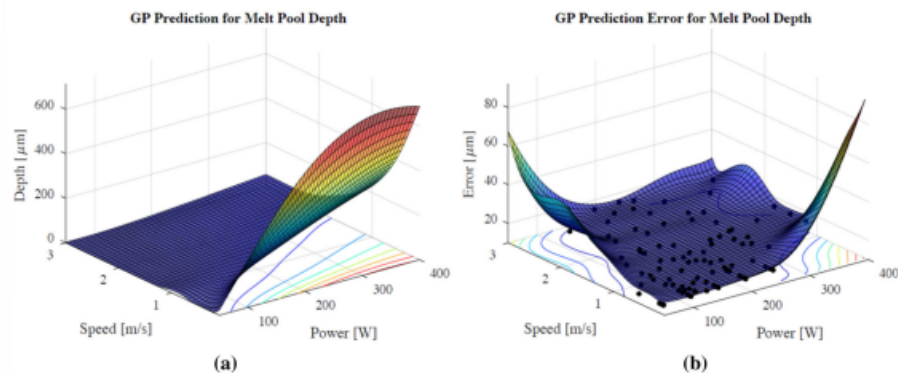 GP Prediction for Melt Pool Depth
600
400
200
0
Depth [μm]
3
2
1
Speed [m/s]
100
200
300
400
Power [W]
(a)
GP Prediction Error for Melt Pool Depth
80
60
40
20
Error [μm]
3
2
1
Speed [m/s]
100
200
300
400
Power [W]
(b)